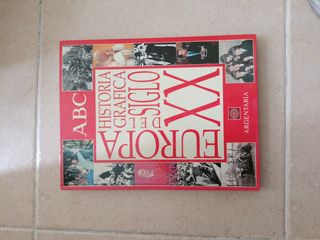 ABC
HISTORIA
GRAFICA
DEL SIGLO
XX
EUROPA
ARGENTARIA